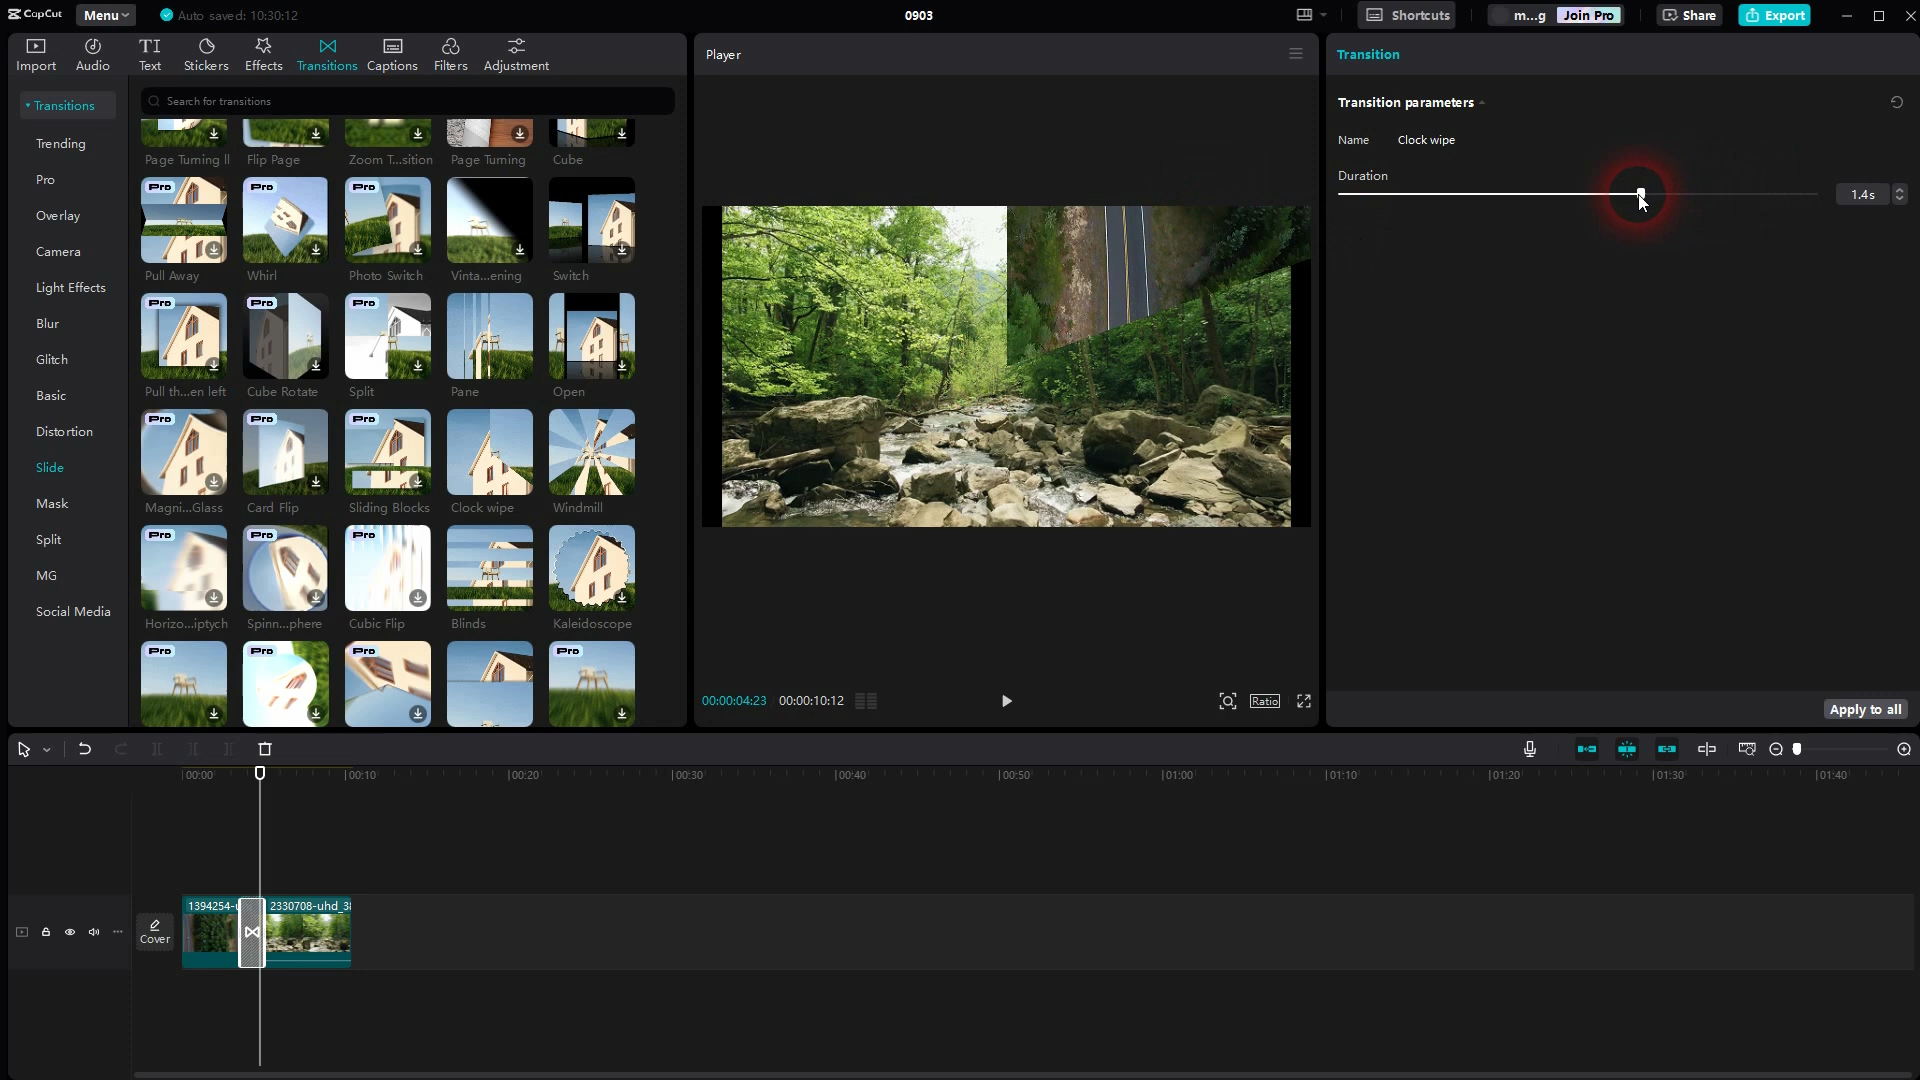 CapCut
Menu
Auto saved: 10:30:12
0903
Shortcuts
m...g
Join Pro
Share
Export
Import
Audio
Text
Stickers
Effects
Transitions
Captions
Filters
Adjustment
Transitions
Trending
Pro
Overlay
Camera
Light Effects
Blur
Glitch
Basic
Distortion
Slide
Mask
Split
MG
Social Media
Search for transitions
Page Turning II
Flip Page
Zoom T...sition
Page Turning
Cube
Pro
Pro
Pro
Pull Away
Whirl
Photo Switch
Vinta...ening
Switch
Pro
Pro
Pro
Pull th...en left
Cube Rotate
Split
Pane
Open
Pro
Pro
Pro
Magni...Glass
Card Flip
Sliding Blocks
Clock wipe
Windmill
Pro
Pro
Pro
Horizo...iptych
Spinn...phere
Cubic Flip
Blinds
Kaleidoscope
Pro
Pro
Pro
Pro
Player
00:00:04:23
00:00:10:12
Ratio
Transition
Transition parameters
Name Clock wipe
Duration
1.4s
Apply to all
00:00
00:10
00:20
00:30
00:40
00:50
01:00
01:10
01:20
01:30
01:40
Cover
1394254-u
2330708-uhd_38